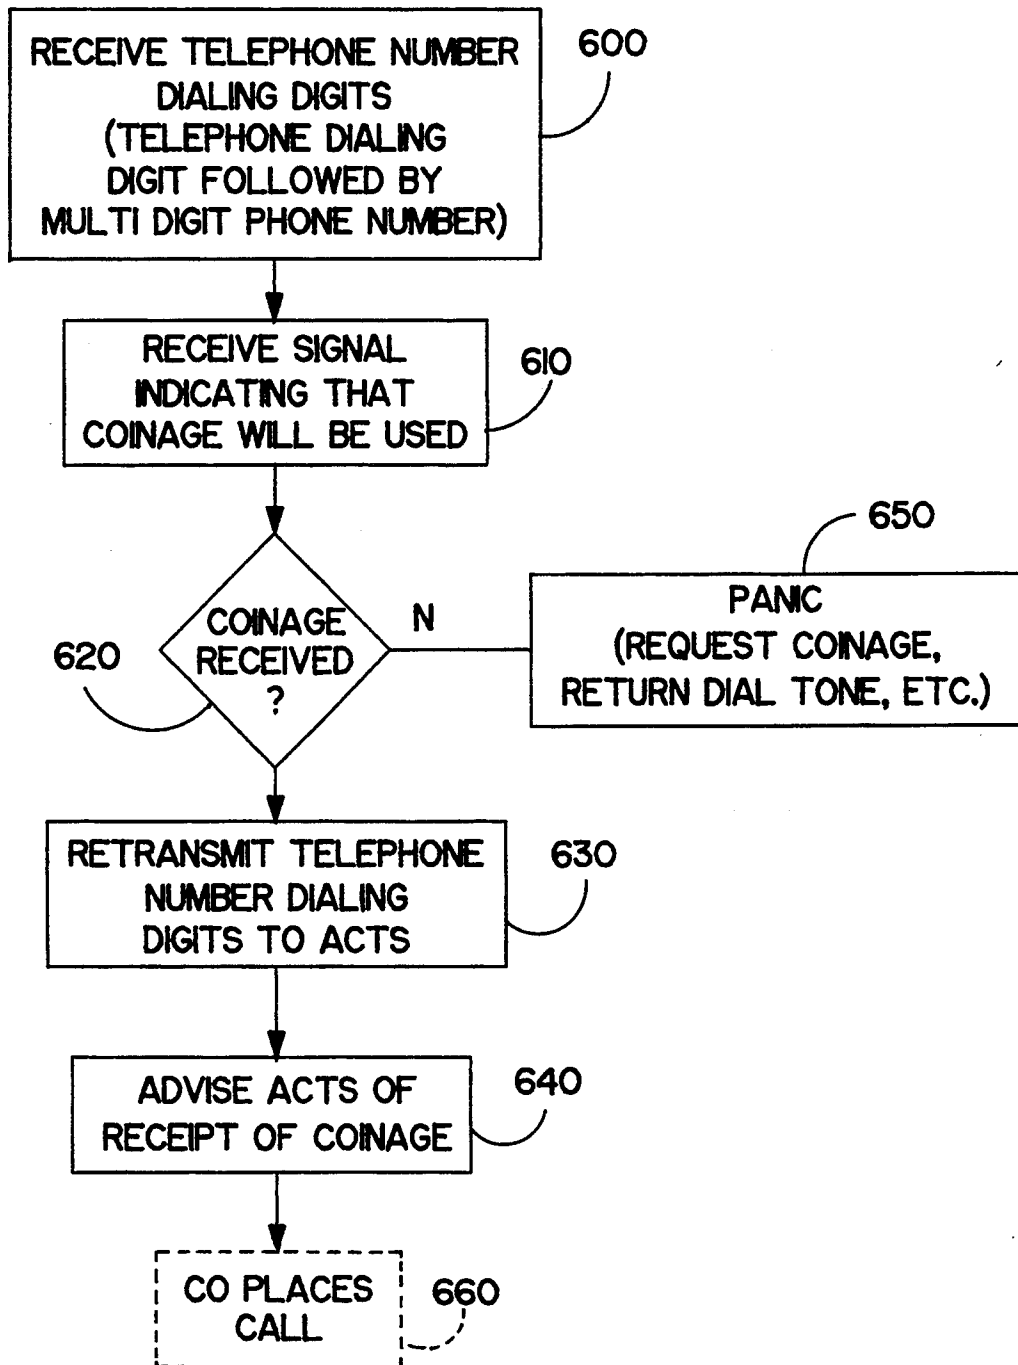 RECEIVE TELEPHONE NUMBER
DIALING DIGITS
(TELEPHONE DIALING
DIGIT FOLLOWED BY
MULTI DIGIT PHONE NUMBER)
600
RECEIVE SIGNAL
INDICATING THAT
COINAGE WILL BE USED
610
COINAGE
RECEIVED
?
620
N
650
PANIC
(REQUEST COINAGE,
RETURN DIAL TONE, ETC.)
RETRANSMIT TELEPHONE
NUMBER DIALING
DIGITS TO ACTS
630
ADVISE ACTS OF
RECEIPT OF COINAGE
640
CO PLACES
CALL
660